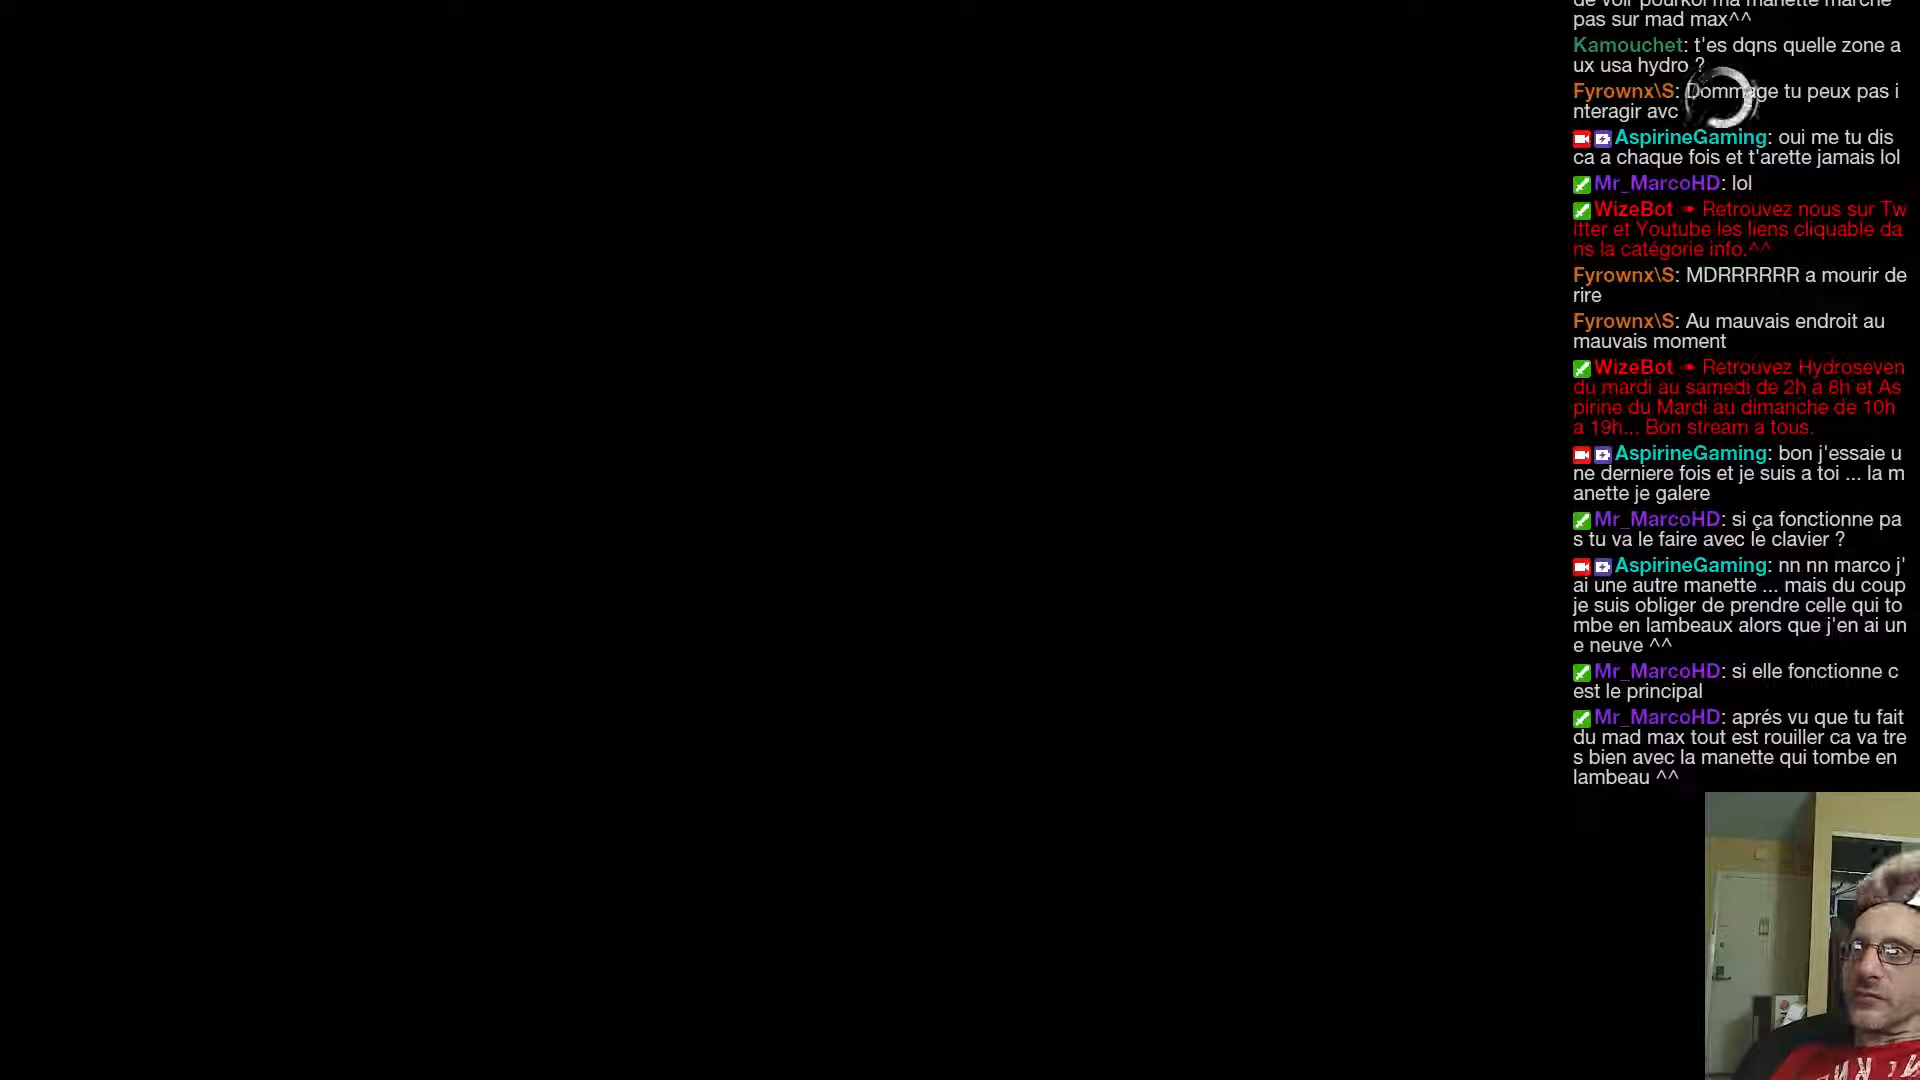 de voir pourkoi ma manette marche
pas sur mad max^^
Kamouchet: t'es dqns quelle zone a
ux usa hydro ?
Fyrownx\S: Dommage tu peux pas i
nteragir avc
AspirineGaming: oui me tu dis
ca a chaque fois et t'arette jamais lol
Mr_MarcoHD: lol
WizeBot ➠ Retrouvez nous sur Tw
itter et Youtube les liens cliquable da
ns la catégorie info.^^
Fyrownx\S: MDRRRRRR a mourir de
rire
Fyrownx\S: Au mauvais endroit au
mauvais moment
WizeBot ➠ Retrouvez Hydroseven
du mardi au samedi de 2h a 8h et As
pirine du Mardi au dimanche de 10h
a 19h... Bon stream a tous.
AspirineGaming: bon j'essaie u
ne derniere fois et je suis a toi ... la m
anette je galere
Mr_MarcoHD: si ça fonctionne pa
s tu va le faire avec le clavier ?
AspirineGaming: nn nn marco j'
ai une autre manette ... mais du coup
je suis obliger de prendre celle qui to
mbe en lambeaux alors que j'en ai un
e neuve ^^
Mr_MarcoHD: si elle fonctionne c
est le principal
Mr_MarcoHD: aprés vu que tu fait
du mad max tout est rouiller ca va tre
s bien avec la manette qui tombe en
lambeau ^^